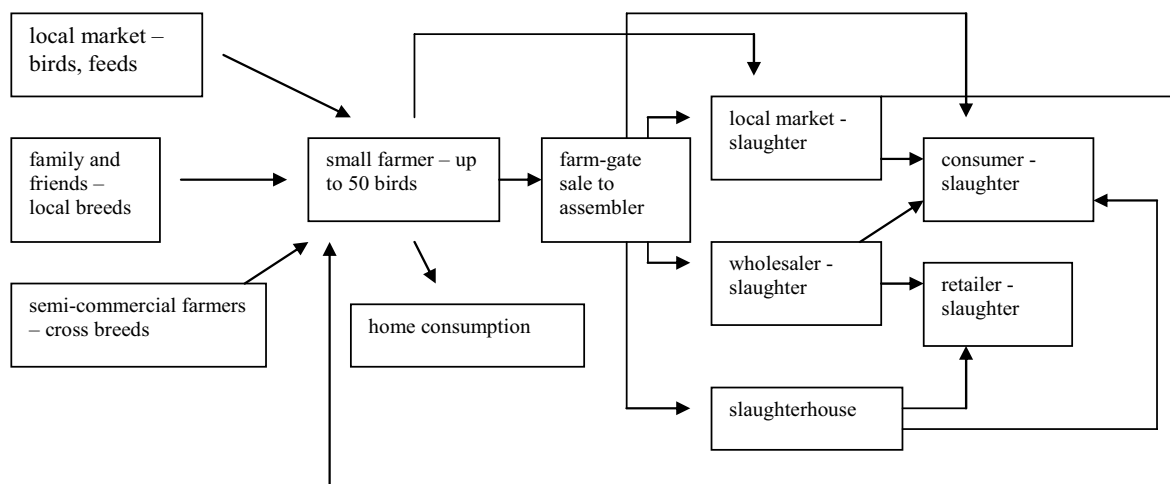 local market –
birds, feeds
family and
friends –
local breeds
semi-commercial farmers
– cross breeds
small farmer – up
to 50 birds
home consumption
farm-gate
sale to
assembler
local market -
slaughter
wholesaler -
slaughter
slaughterhouse
consumer -
slaughter
retailer -
slaughter